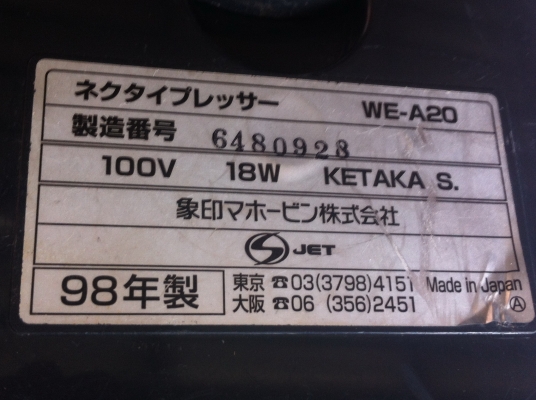 ネクタイプレッサー WE-A20
製造番号 6480928
100V 18W KETAKA S.
象印マホービン株式会社
S JET
98年製
東京 ☎03(3798)4151 Made in Japan
大阪 ☎06 (356)2451 Ⓐ